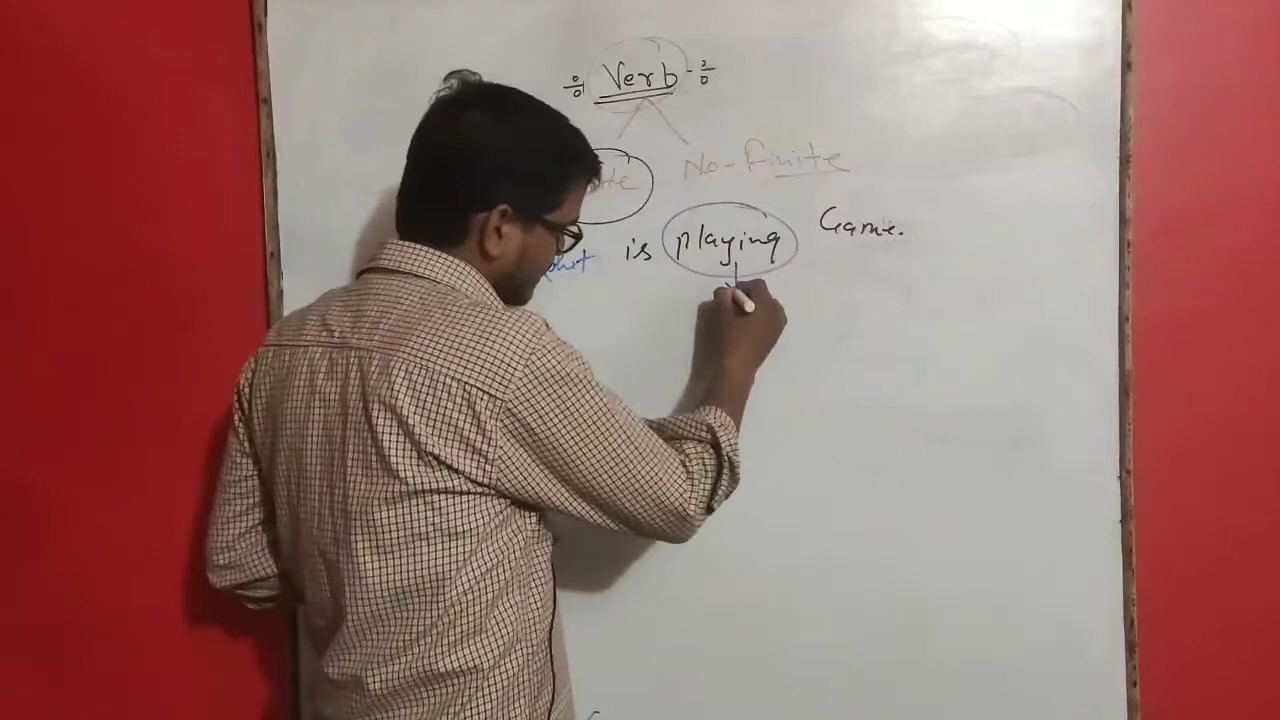 ÷ Verb ÷
No-finite
is playing Game.